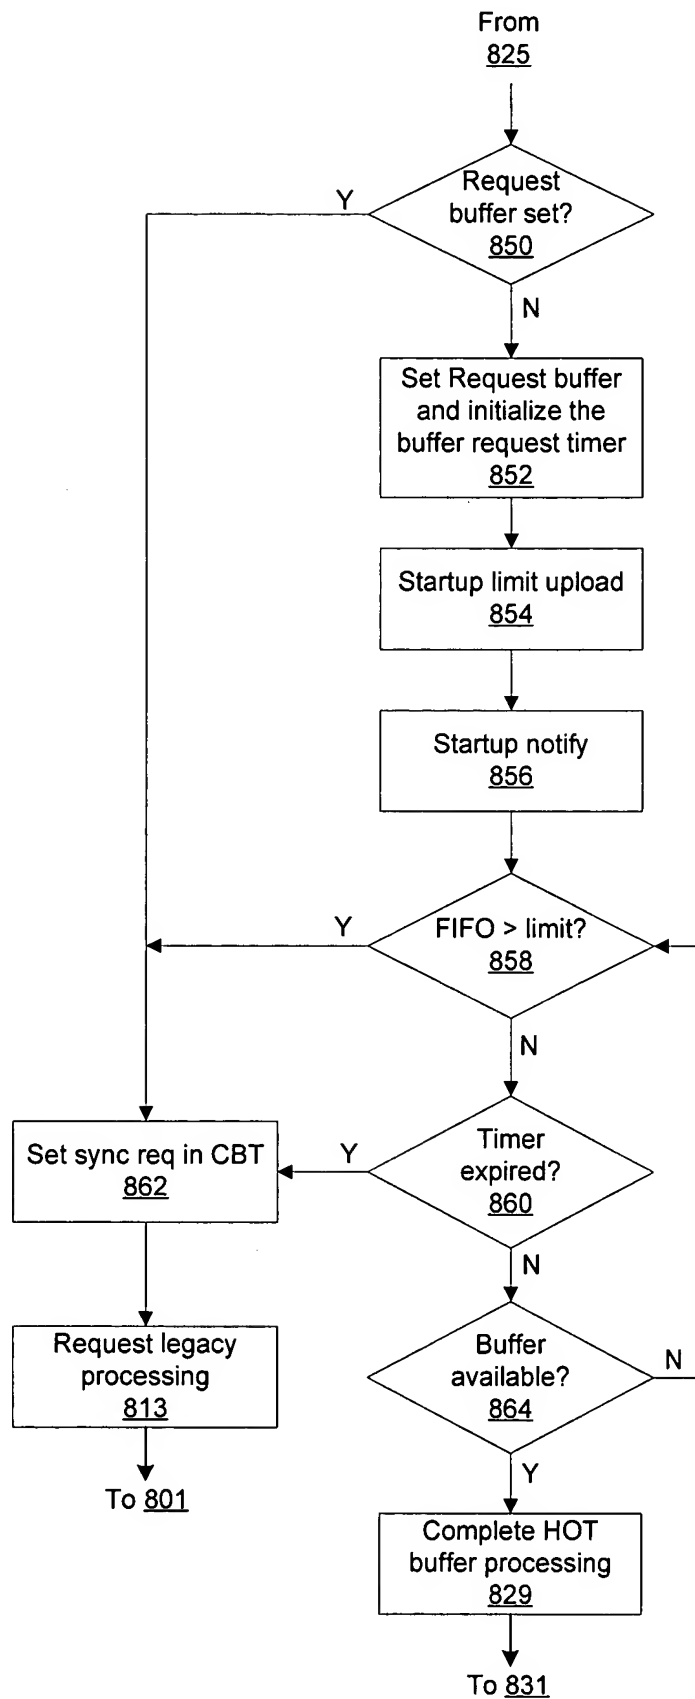 From
825
Request
buffer set?
850
Y
N
Set Request buffer
and initialize the
buffer request timer
852
Startup limit upload
854
Startup notify
856
FIFO > limit?
858
Y
N
Timer
expired?
860
Y
N
Set sync req in CBT
862
Request legacy
processing
813
To 801
Buffer
available?
864
N
Y
Complete HOT
buffer processing
829
To 831